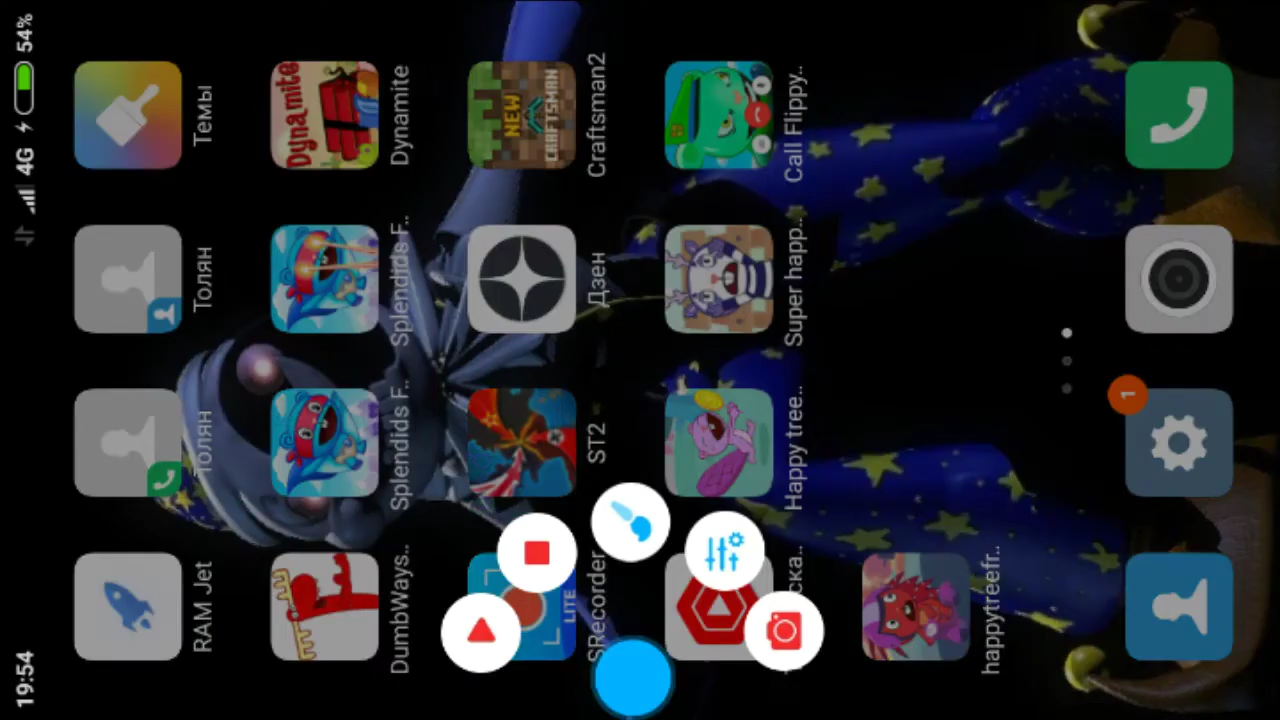 19:54 4G 54%
RAM Jet
Толян
Толян
Темы
Dynamite
DumbWays..
Splendids F..
Splendids F..
Dynamite
LITE
NEW
CRAFTSMAN
SRecorder
ST2
Дзен
Craftsman2
Happy tree..
Super happ..
Call Flippy..
happytreefr..
1